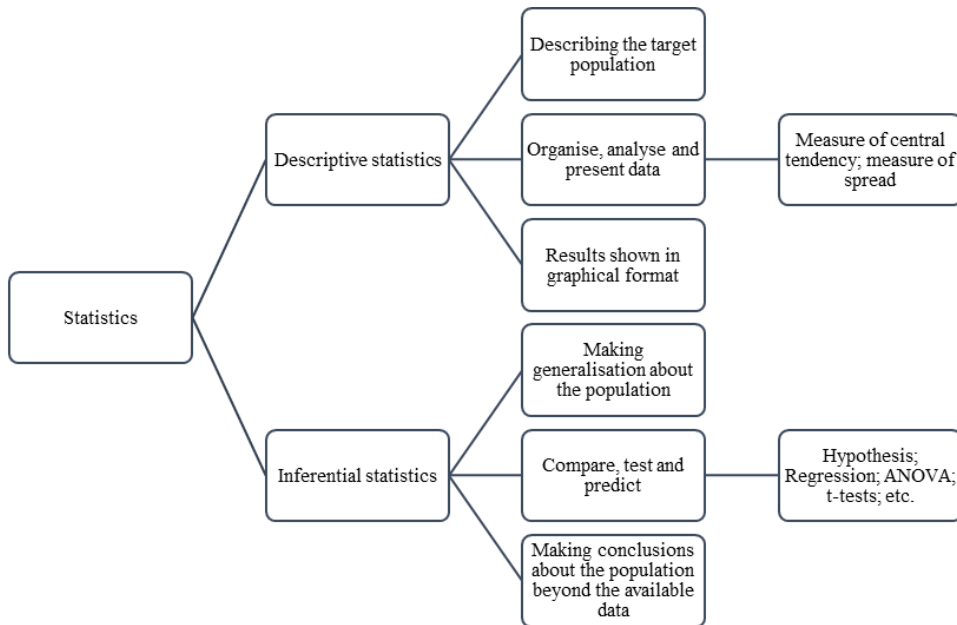 Describing the target
population
Descriptive statistics
Organise, analyse and
present data
Measure of central
tendency; measure of
spread
Results shown in
graphical format
Statistics
Making
generalisation about
the population
Inferential statistics
Compare, test and
predict
Hypothesis;
Regression; ANOVA;
t-tests; etc.
Making conclusions
about the population
beyond the available
data